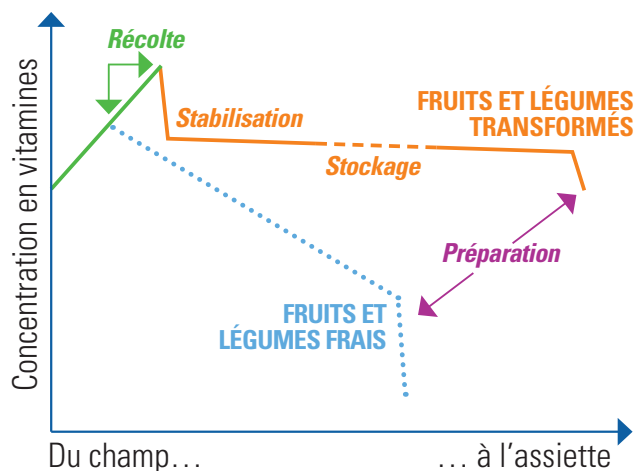 Concentration en vitamines
Récolte
Stabilisation
FRUITS ET LÉGUMES
TRANSFORMÉS
Stockage
Préparation
FRUITS ET
LÉGUMES FRAIS
Du champ…
… à l’assiette